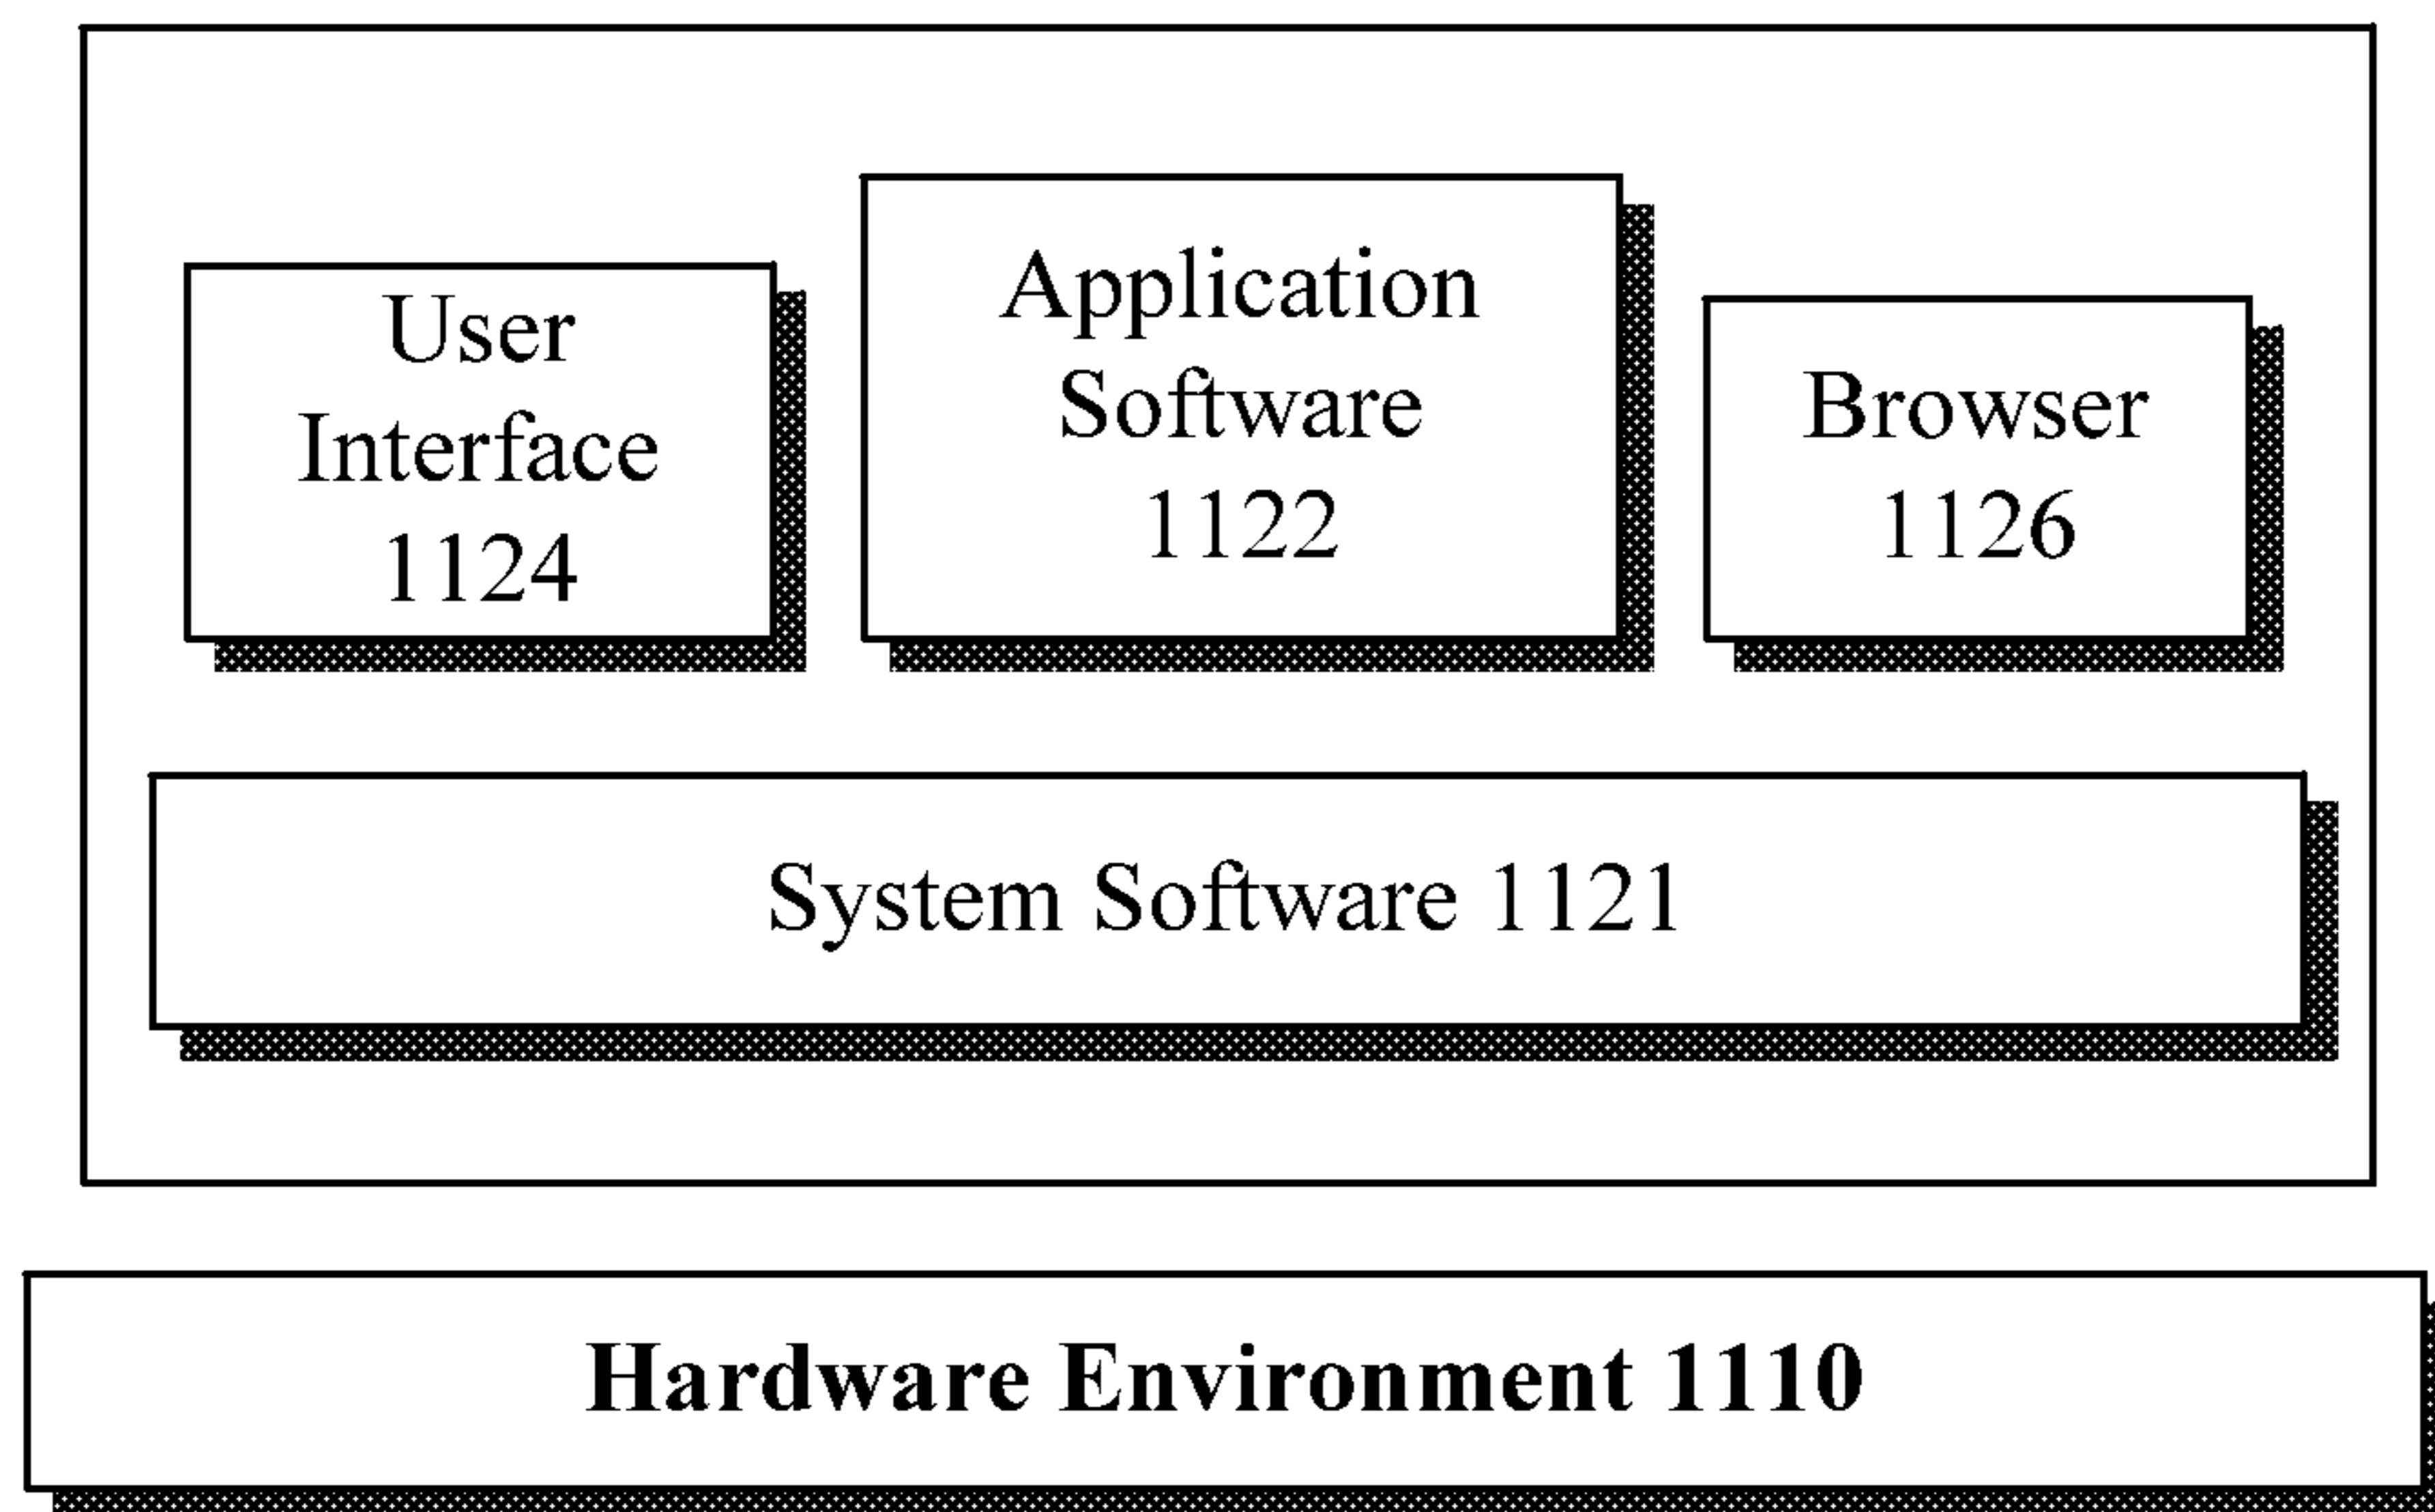 User
Interface
1124
Application
Software
1122
Browser
1126
System Software 1121
Hardware Environment 1110